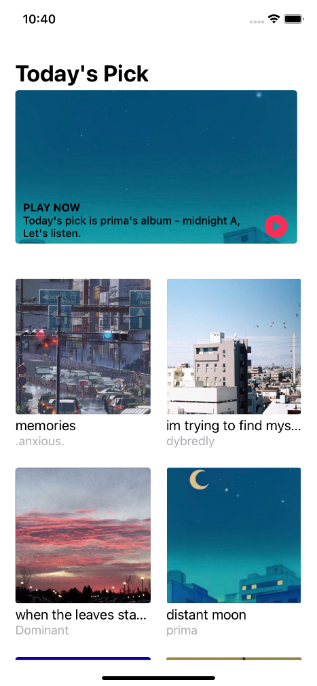 10:40
Today's Pick
PLAY NOW
Today's pick is prima's album - midnight A,
Let's listen.
memories
.anxious.
im trying to find mys...
dybredly
when the leaves sta...
Dominant
distant moon
prima